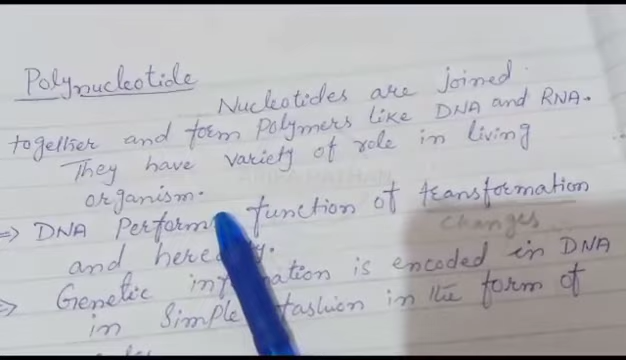 Polynucleotide
Nucleotides are joined
together and form Polymers like DNA and RNA.
They have variety of role in living
organism.
=> DNA Perform function of transformation
changes
and
=> Genetic is encoded in DNA
in Simple fashion in the form of